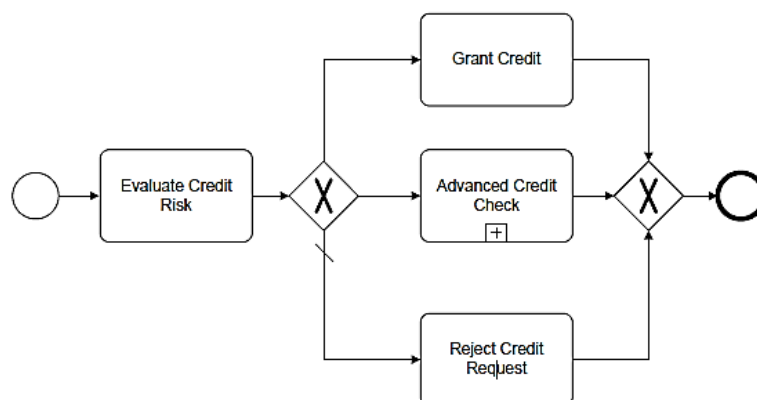 Grant Credit
Evaluate Credit
Risk
X
Advanced Credit
Check
+
X
Reject Credit
Request